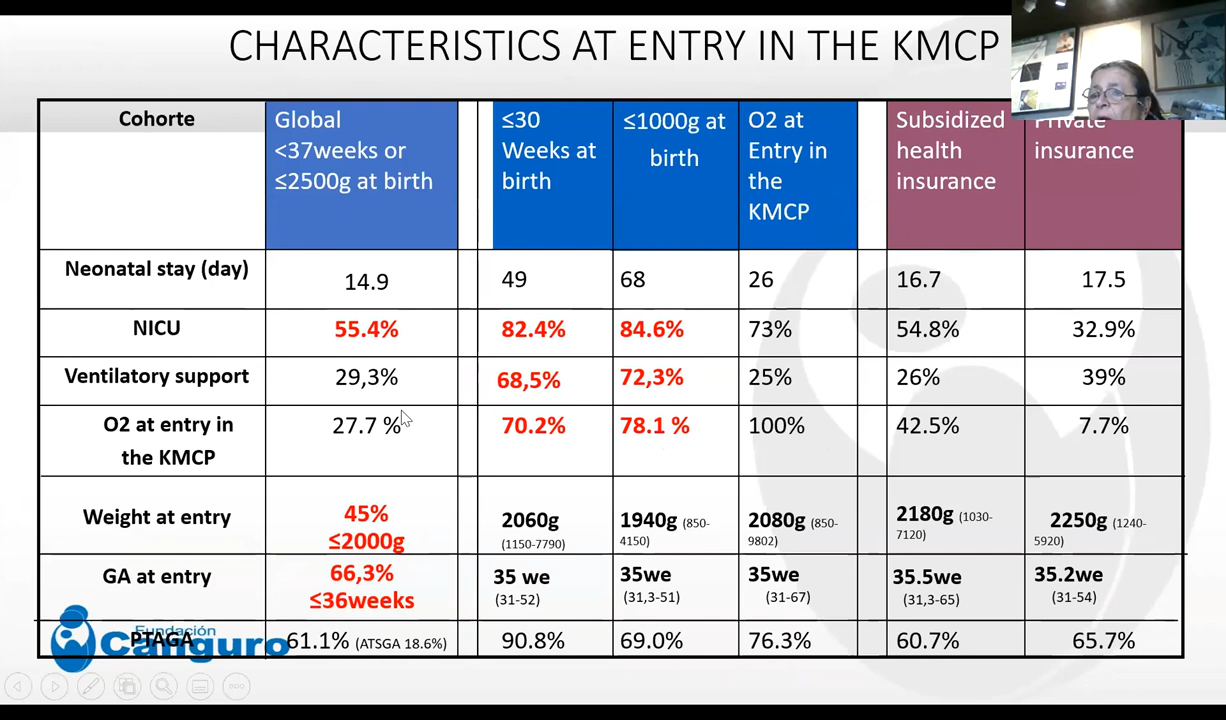 CHARACTERISTICS AT ENTRY IN THE KMCP
Cohorte
Global
<37weeks or
≤2500g at birth
≤30
Weeks at
birth
≤1000g at
birth
O2 at
Entry in
the
KMCP
Subsidized
health
insurance
Private
insurance
Neonatal stay (day)
14.9
49
68
26
16.7
17.5
NICU
55.4%
82.4%
84.6%
73%
54.8%
32.9%
Ventilatory support
29,3%
68,5%
72,3%
25%
26%
39%
O2 at entry in
the KMCP
27.7 %
70.2%
78.1 %
100%
42.5%
7.7%
Weight at entry
45%
≤2000g
2060g
(1150-7790)
1940g (850-
4150)
2080g (850-
9802)
2180g (1030-
7120)
2250g (1240-
5920)
GA at entry
66,3%
≤36weeks
35 we
(31-52)
35we
(31,3-51)
35we
(31-67)
35.5we
(31,3-65)
35.2we
(31-54)
PTAGA
61.1% (ATSGA 18.6%)
90.8%
69.0%
76.3%
60.7%
65.7%
Fundación
Canguro